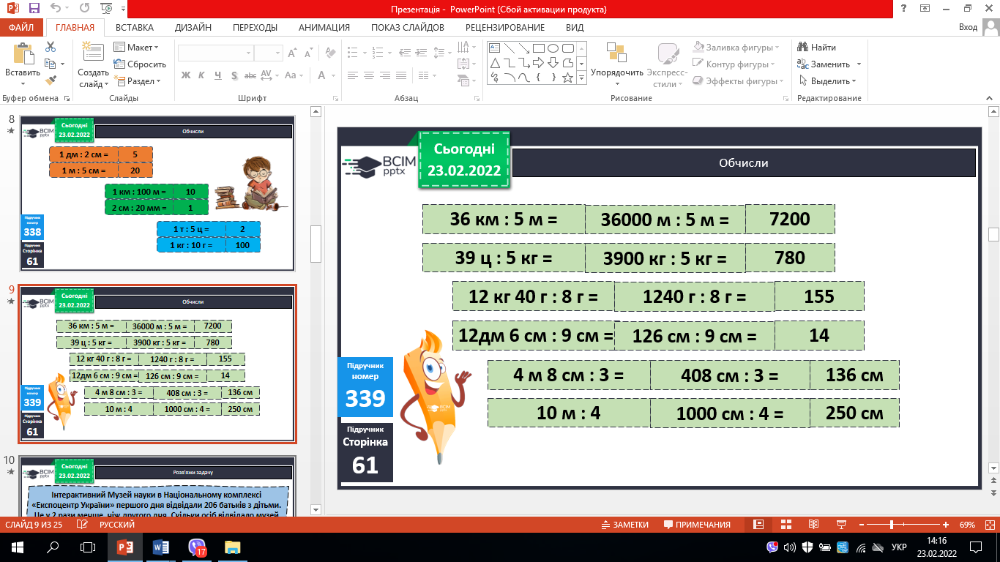 Презентація - PowerPoint (Сбой активации продукта)
ФАЙЛ ГЛАВНАЯ ВСТАВКА ДИЗАЙН ПЕРЕХОДЫ АНИМАЦИЯ ПОКАЗ СЛАЙДОВ РЕЦЕНЗИРОВАНИЕ ВИД Вход
Вставить
Создать слайд
Макет
Сбросить
Раздел
Ж К Ч S abc AV Aa A
Упорядочить
Экспресс-стили
Заливка фигуры
Контур фигуры
Эффекты фигуры
Найти
Заменить
Выделить
Буфер обмена Слайды Шрифт Абзац Рисование Редактирование
8
Сьогодні
23.02.2022
Обчисли
BCIM
pptx
1 дм : 2 см = 5
1 м : 5 см = 20
1 км : 100 м = 10
2 см : 20 мм = 1
1 т : 5 ц = 2
1 кг : 10 г = 100
Підручник
номер
338
Підручник
Сторінка
61
9
Сьогодні
23.02.2022
Обчисли
BCIM
pptx
36 км : 5 м = 36000 м : 5 м = 7200
39 ц : 5 кг = 3900 кг : 5 кг = 780
12 кг 40 г : 8 г = 1240 г : 8 г = 155
12дм 6 см : 9 см = 126 см : 9 см = 14
4 м 8 см : 3 = 408 см : 3 = 136 см
10 м : 4 1000 см : 4 = 250 см
Підручник
номер
339
Підручник
Сторінка
61
10
Сьогодні
23.02.2022
Розв'яжи задачу
BCIM
pptx
Інтерактивний Музей науки в Національному комплексі
«Експоцентр України» першого дня відвідали 206 батьків з дітьми.
Це у 2 рази менше, ніж другого дня. Скільки осіб відвідало музей
Сьогодні
23.02.2022
Обчисли
BCIM
pptx
36 км : 5 м = 36000 м : 5 м = 7200
39 ц : 5 кг = 3900 кг : 5 кг = 780
12 кг 40 г : 8 г = 1240 г : 8 г = 155
12дм 6 см : 9 см = 126 см : 9 см = 14
4 м 8 см : 3 = 408 см : 3 = 136 см
10 м : 4 1000 см : 4 = 250 см
Підручник
номер
339
Підручник
Сторінка
61
СЛАЙД 9 ИЗ 25 РУССКИЙ ЗАМЕТКИ ПРИМЕЧАНИЯ 69%
17 УКР 14:16
23.02.2022